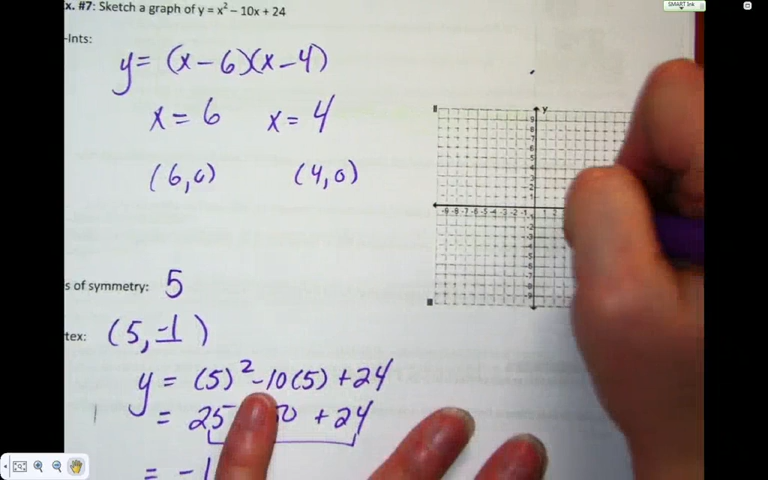 x. #7: Sketch a graph of y = x² – 10x + 24
-Ints:
y = (x – 6)(x – 4)
x = 6 x = 4
(6,0) (4,0)
s of symmetry: 5
tex: (5, -1)
y = (5)² - 10(5) + 24
= 25 + 24
= -1
y
SMART Ink